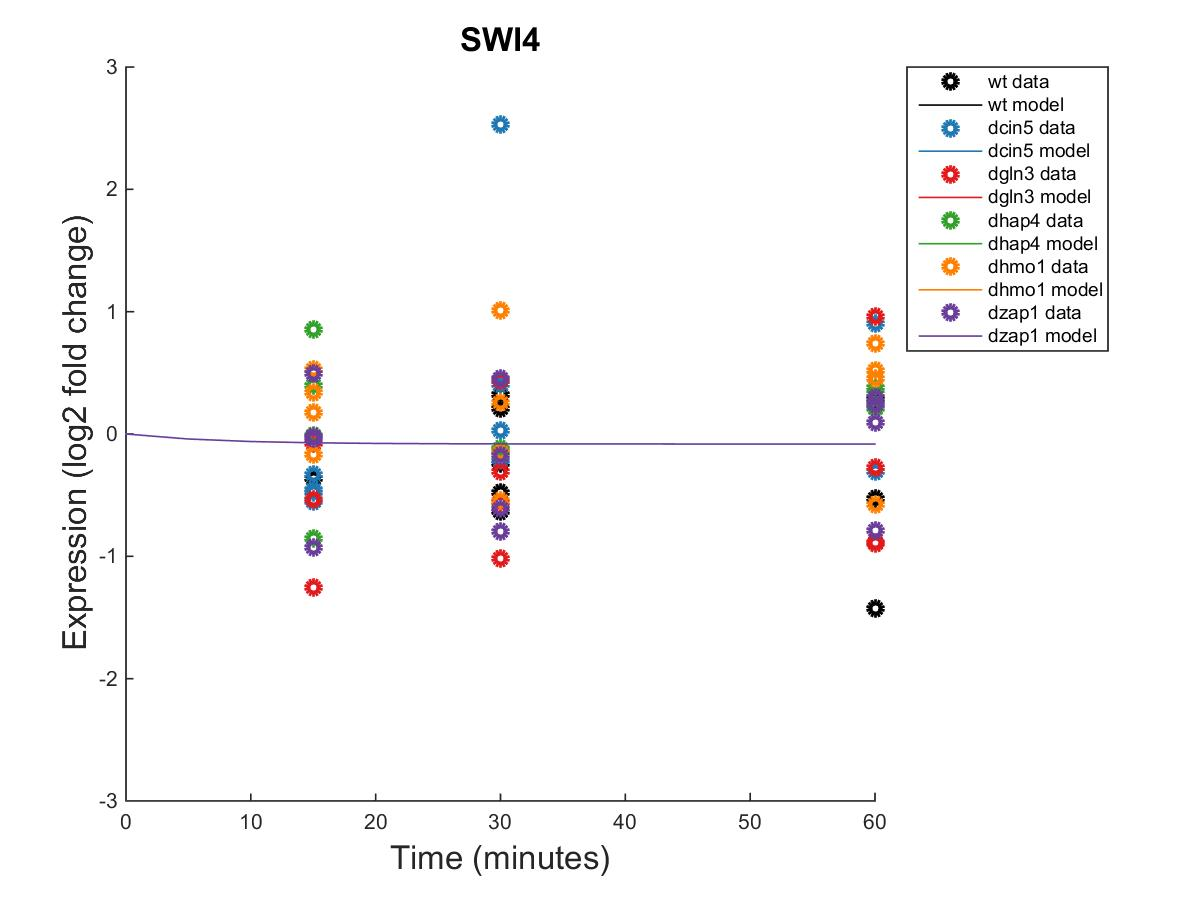 SWI4
3
2
1
0
-1
-2
-3
0 10 20 30 40 50 60
Expression (log2 fold change)
Time (minutes)
wt data
wt model
dcin5 data
dcin5 model
dgln3 data
dgln3 model
dhap4 data
dhap4 model
dhmo1 data
dhmo1 model
dzap1 data
dzap1 model